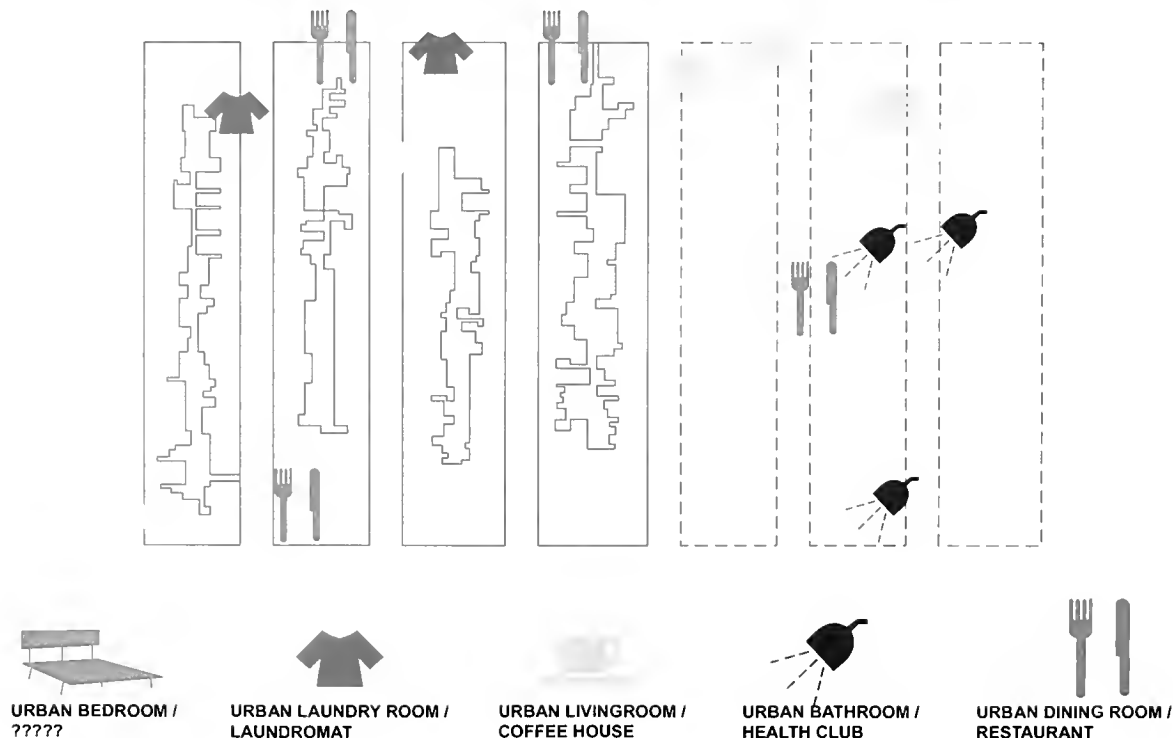 URBAN BEDROOM /
?????
URBAN LAUNDRY ROOM /
LAUNDROMAT
URBAN LIVINGROOM /
COFFEE HOUSE
URBAN BATHROOM /
HEALTH CLUB
URBAN DINING ROOM /
RESTAURANT